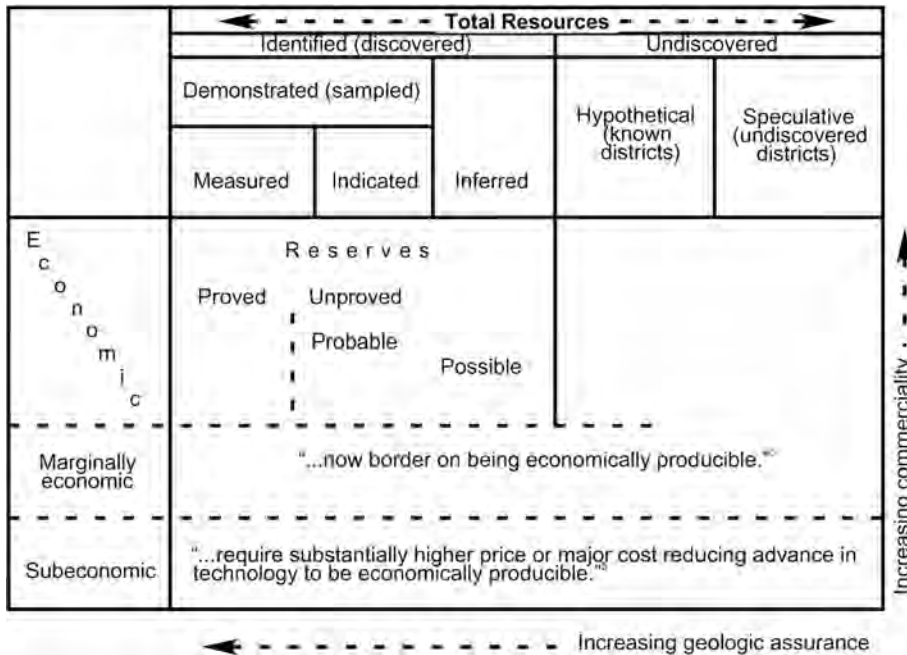 Total Resources
Identified (discovered)
Undiscovered
Demonstrated (sampled)
Hypothetical
(known
districts)
Speculative
(undiscovered
districts)
Measured
Indicated
Inferred
Economic
Reserves
Proved
Unproved
Probable
Possible
Marginally
economic
"...now border on being economically producible."
Subeconomic
"...require substantially higher price or major cost reducing advance in
technology to be economically producible."
Increasing commerciality
Increasing geologic assurance